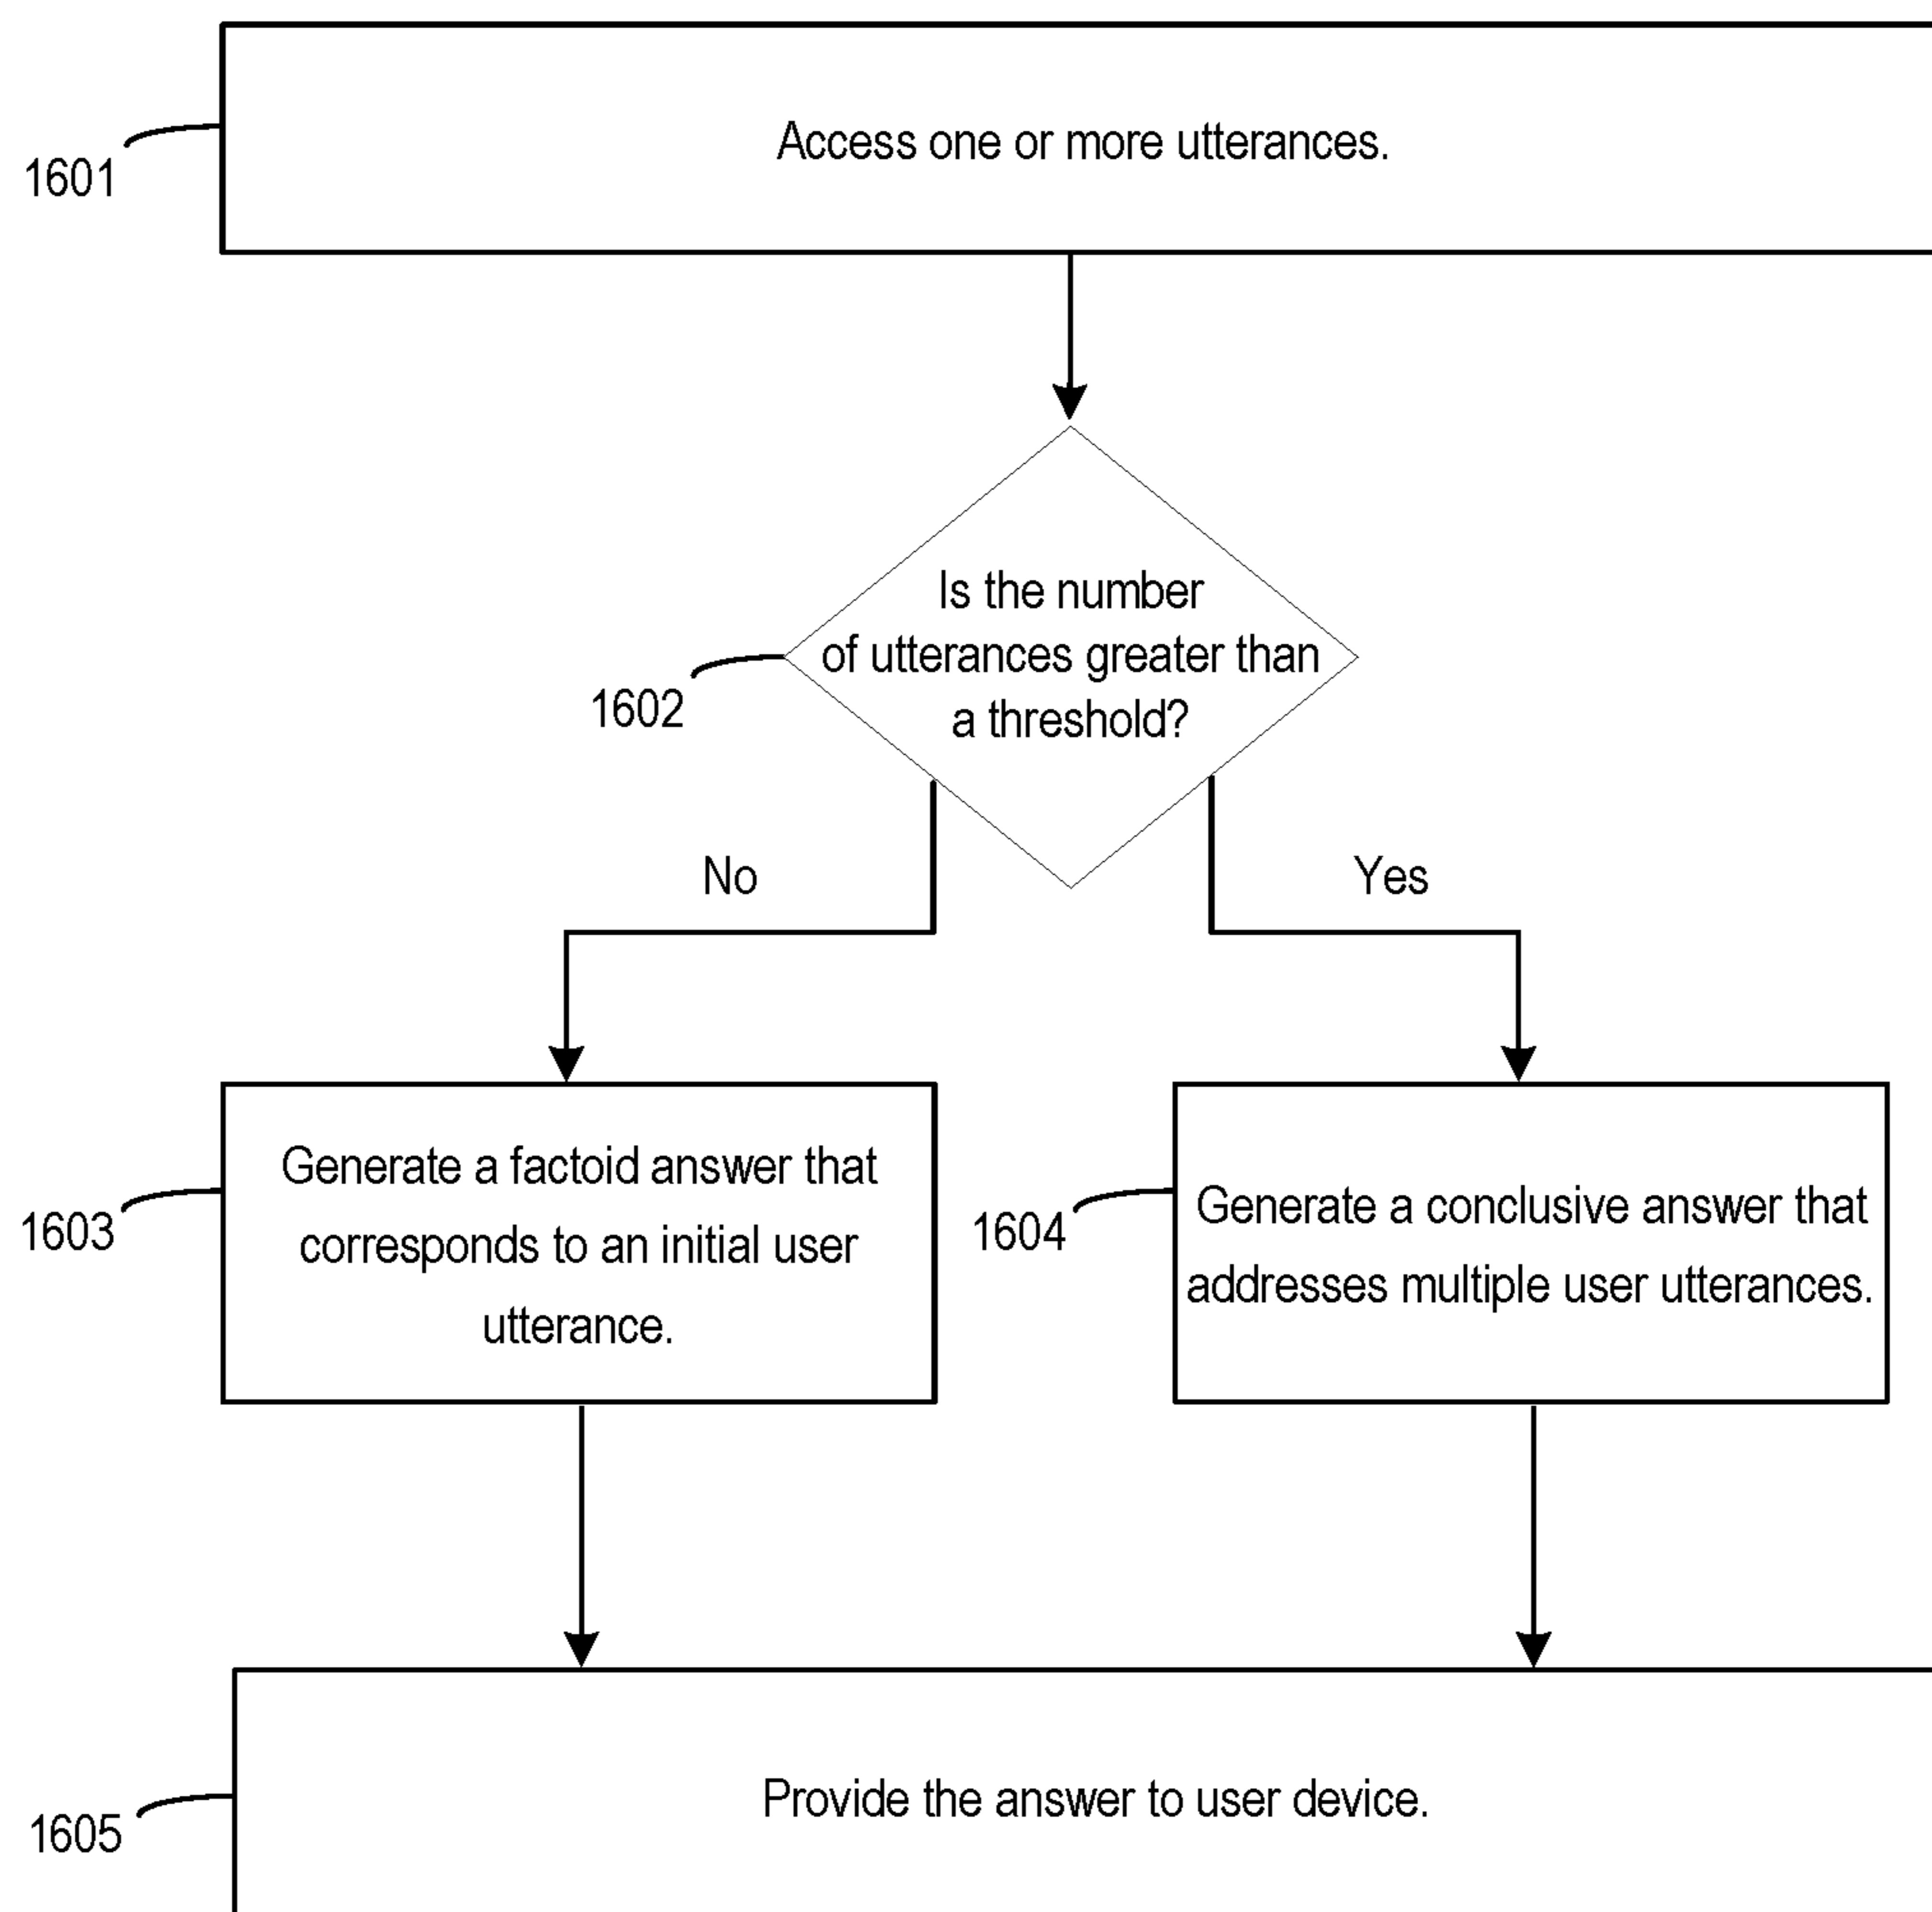 Access one or more utterances.
1601
Is the number
of utterances greater than
a threshold?
1602
No
Yes
Generate a factoid answer that
corresponds to an initial user
utterance.
1603
Generate a conclusive answer that
addresses multiple user utterances.
1604
Provide the answer to user device.
1605